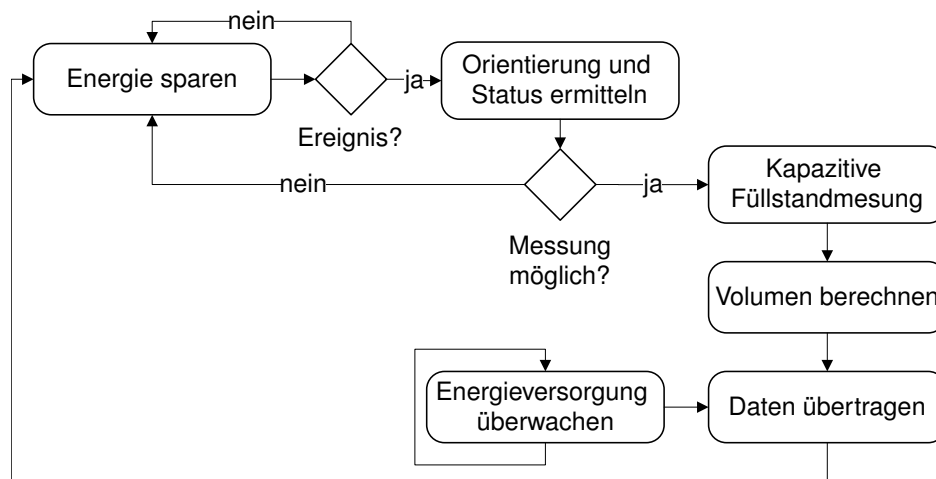 nein
Energie sparen
ja
Orientierung und
Status ermitteln
Ereignis?
nein
ja
Kapazitive
Füllstandmesung
Messung
möglich?
Volumen berechnen
Energieversorgung
überwachen
Daten übertragen